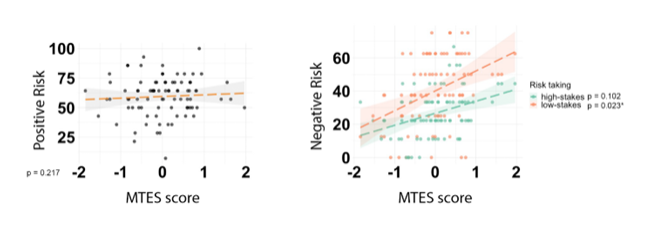 Positive Risk
100
75
50
25
-2 -1 0 1 2
p = 0.217
MTES score
Negative Risk
60
40
20
0
-2 -1 0 1 2
MTES score
Risk taking
high-stakes p = 0.102
low-stakes p = 0.023*